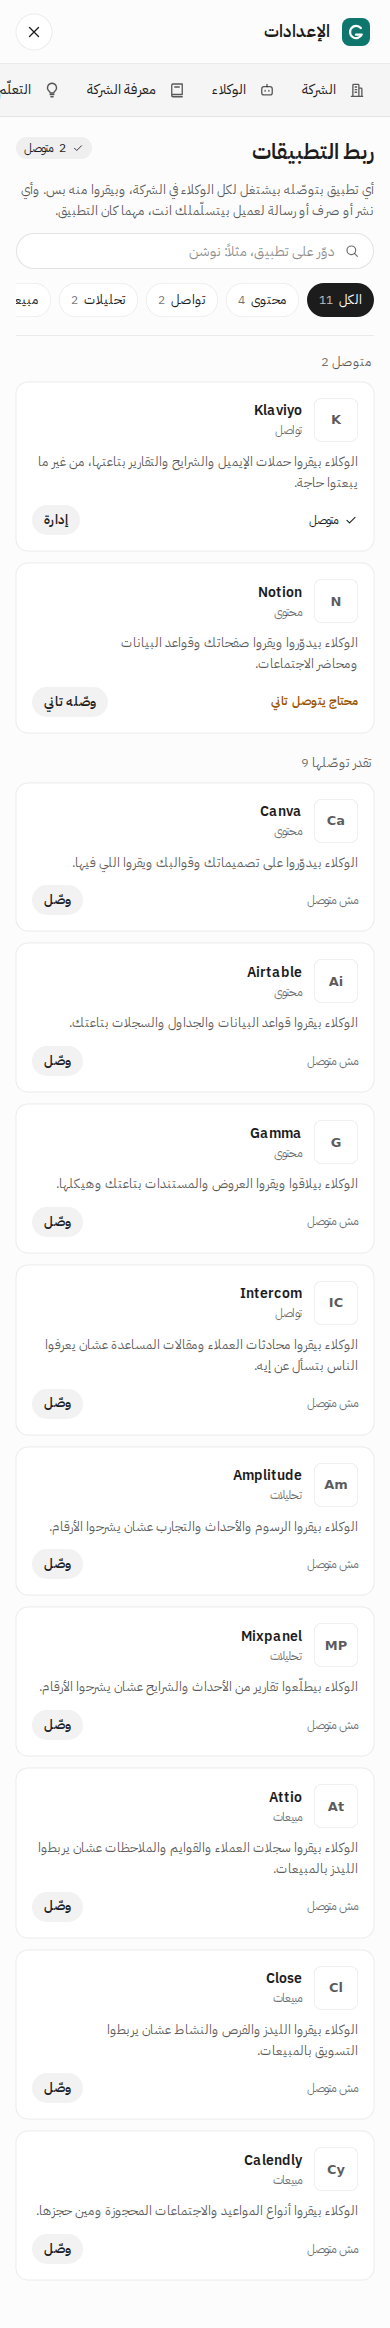 الإعدادات
الشركة
الوكلاء
معرفة الشركة
التعلّم
ربط التطبيقات
2 متوصل
أي تطبيق بتوصّله بيشتغل لكل الوكلاء في الشركة، وبيقروا منه بس. وأي
نشر أو صرف أو رسالة لعميل بيتسلّملك انت، مهما كان التطبيق.
دوّر على تطبيق، مثلاً: نوشن
الكل 11
محتوى 4
تواصل 2
تحليلات 2
مبيع
متوصل 2
K
Klaviyo
تواصل
الوكلاء بيقروا حملات الإيميل والشرايح والتقارير بتاعتها، من غير ما
يبعتوا حاجة.
متوصل
إدارة
N
Notion
محتوى
الوكلاء بيدوّروا ويقروا صفحاتك وقواعد البيانات
ومحاضر الاجتماعات.
محتاج يتوصل تاني
وصّله تاني
تقدر توصّلها 9
Ca
Canva
محتوى
الوكلاء بيدوّروا على تصميماتك وقوالبك ويقروا اللي فيها.
مش متوصل
وصّل
Ai
Airtable
محتوى
الوكلاء بيقروا قواعد البيانات والجداول والسجلات بتاعتك.
مش متوصل
وصّل
G
Gamma
محتوى
الوكلاء بيلاقوا ويقروا العروض والمستندات بتاعتك وهيكلها.
مش متوصل
وصّل
IC
Intercom
تواصل
الوكلاء بيقروا محادثات العملاء ومقالات المساعدة عشان يعرفوا
الناس بتسأل عن إيه.
مش متوصل
وصّل
Am
Amplitude
تحليلات
الوكلاء بيقروا الرسوم والأحداث والتجارب عشان يشرحوا الأرقام.
مش متوصل
وصّل
MP
Mixpanel
تحليلات
الوكلاء بيطلّعوا تقارير من الأحداث والشرايح عشان يشرحوا الأرقام.
مش متوصل
وصّل
At
Attio
مبيعات
الوكلاء بيقروا سجلات العملاء والقوايم والملاحظات عشان يربطوا
الليدز بالمبيعات.
مش متوصل
وصّل
Cl
Close
مبيعات
الوكلاء بيقروا الليدز والفرص والنشاط عشان يربطوا
التسويق بالمبيعات.
مش متوصل
وصّل
Cy
Calendly
مبيعات
الوكلاء بيقروا أنواع المواعيد والاجتماعات المحجوزة ومين حجزها.
مش متوصل
وصّل